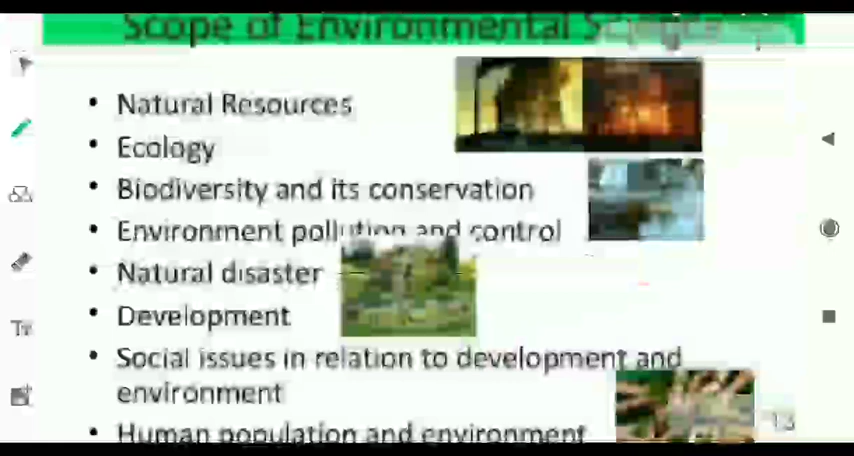 Scope of Environmental Science
• Natural Resources
• Ecology
• Biodiversity and its conservation
• Environment pollution and control
• Natural disaster
• Development
• Social issues in relation to development and
environment
• Human population and environment
13